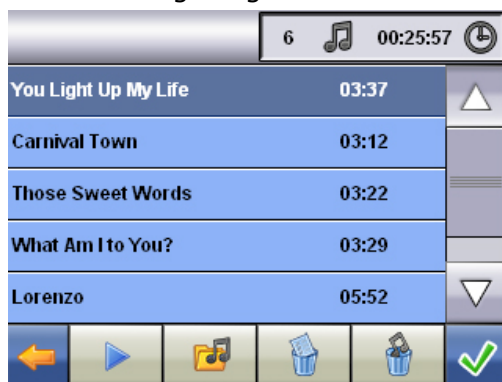 6 00:25:57
You Light Up My Life 03:37
Carnival Town 03:12
Those Sweet Words 03:22
What Am I to You? 03:29
Lorenzo 05:52